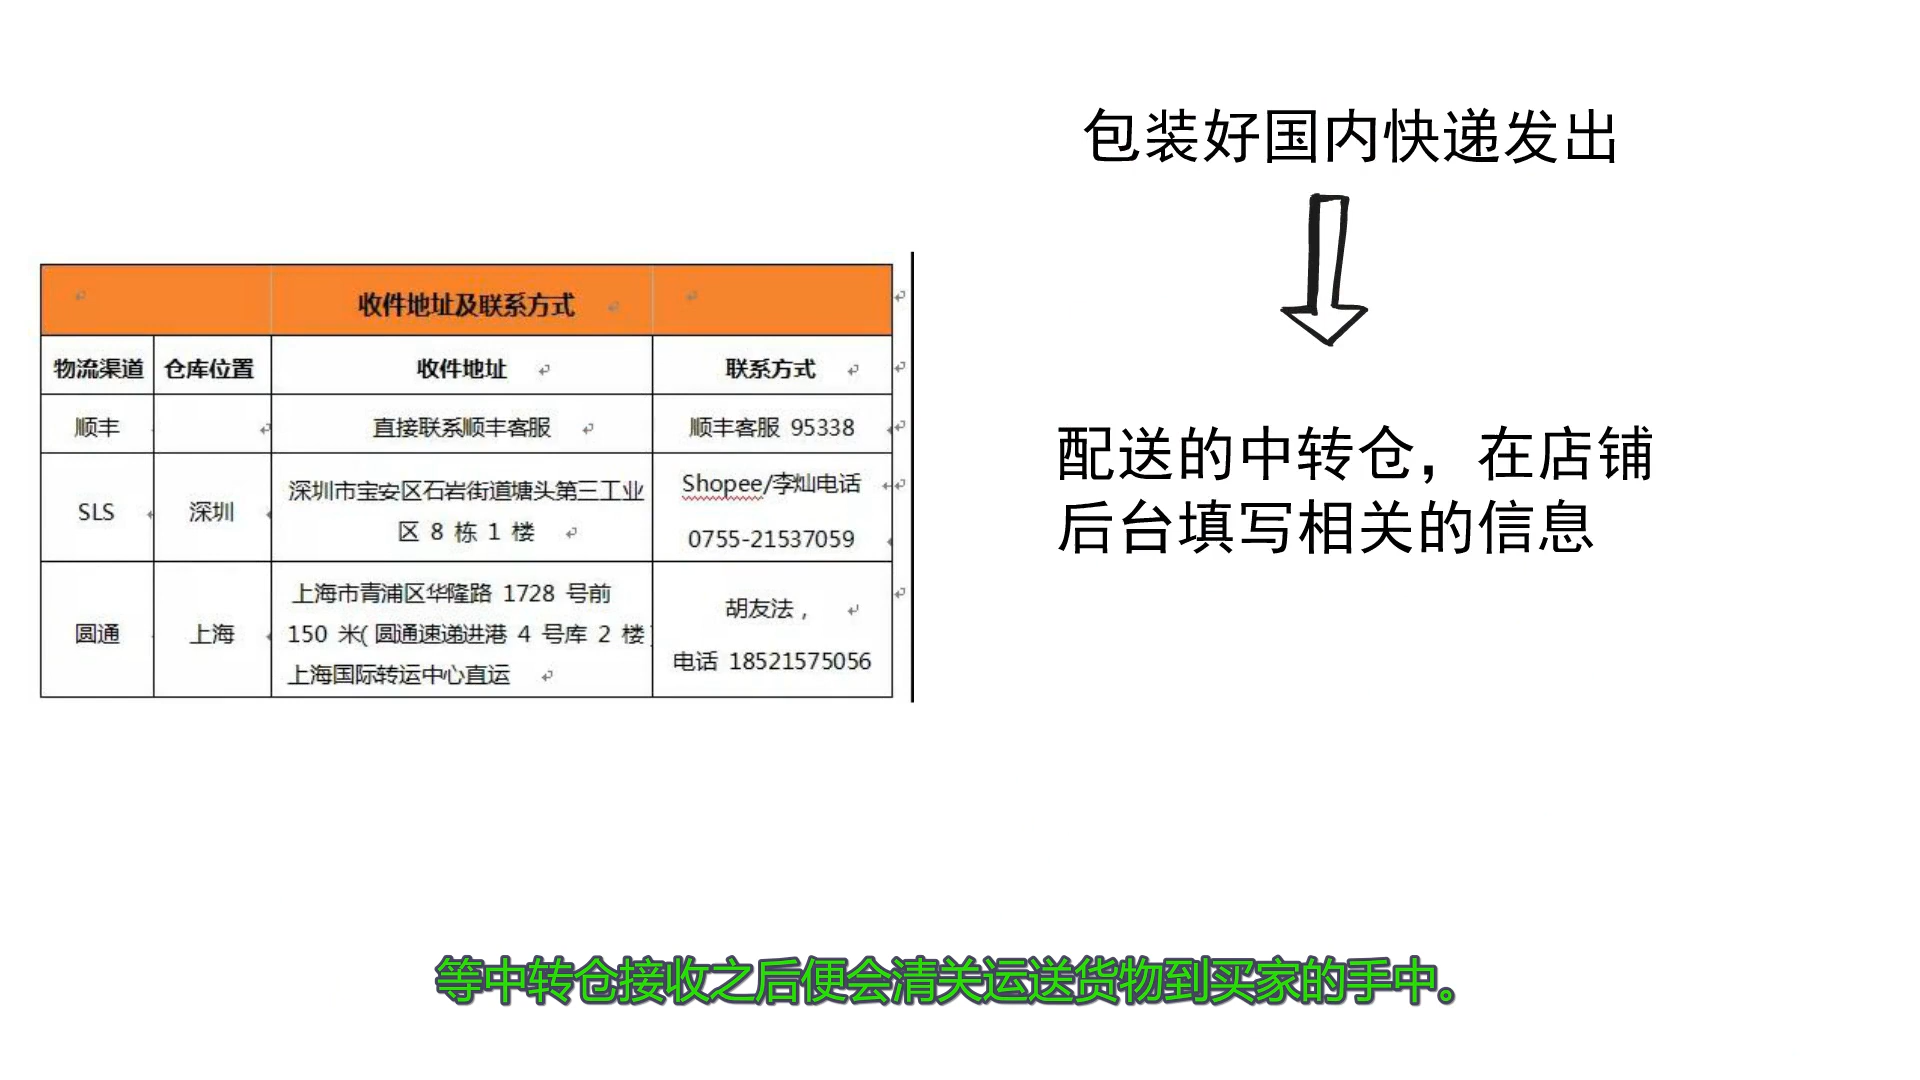 收件地址及联系方式
物流渠道 仓库位置 收件地址 联系方式
顺丰 直接联系顺丰客服 顺丰客服 95338
SLS 深圳 深圳市宝安区石岩街道塘头第三工业
区 8 栋 1 楼
Shopee/李灿电话
0755-21537059
圆通 上海 上海市青浦区华隆路 1728 号前
150 米(圆通速递进港 4 号库 2 楼)
上海国际转运中心直运
胡友法，
电话 18521575056
包装好国内快递发出
配送的中转仓，在店铺
后台填写相关的信息
等中转仓接收之后便会清关运送货物到买家的手中。